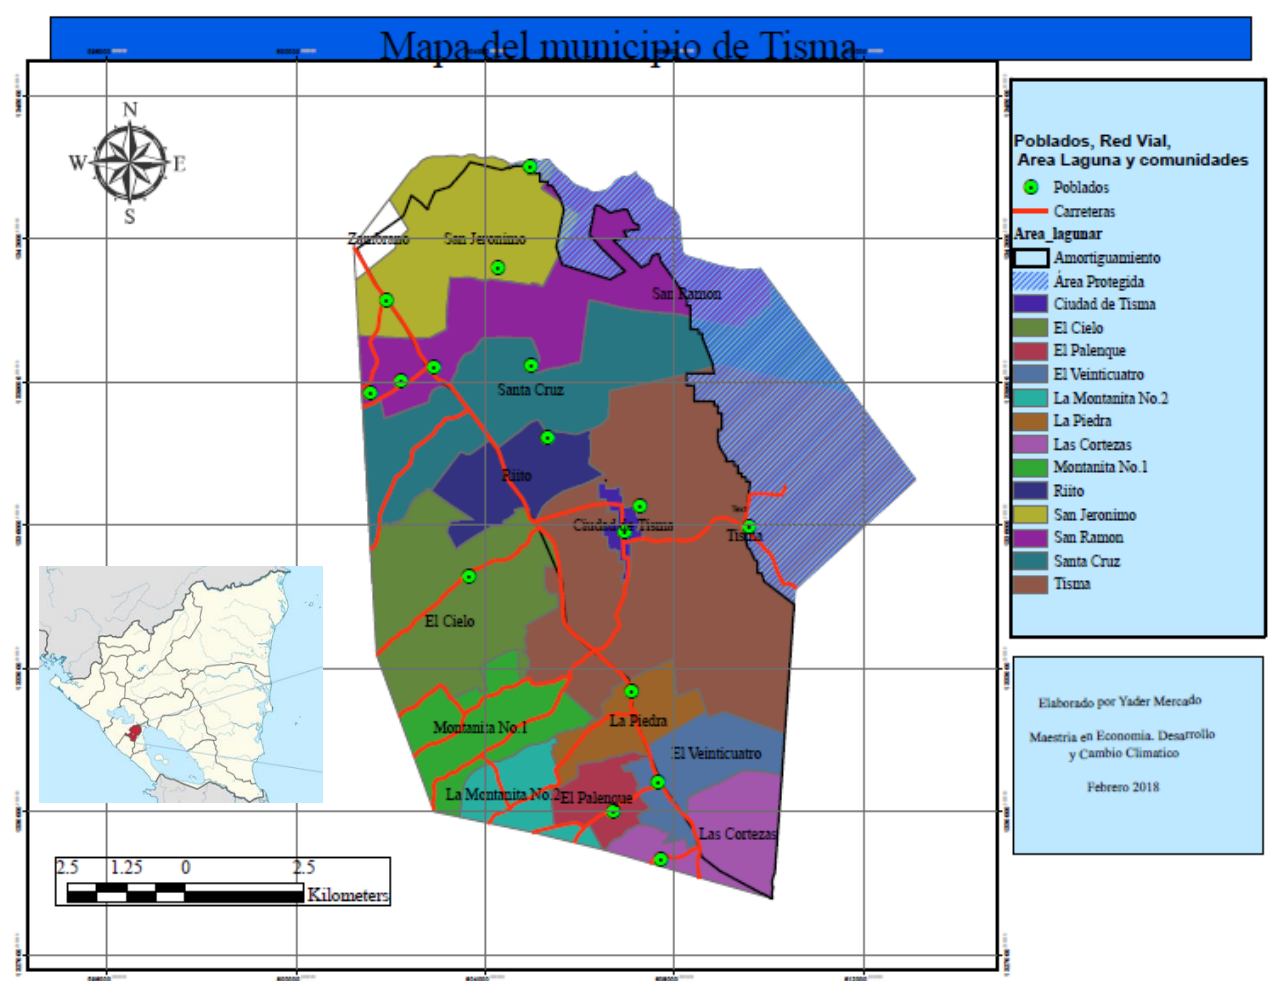 Mapa del municipio de Tisma
N
W
E
S
Zambrano
San Jeronimo
San Ramon
Santa Cruz
Riito
Ciudad de Tisma
Text
Tisma
El Cielo
La Piedra
Montanita No.1
El Veinticuatro
La Montanita No.2
El Palenque
Las Cortezas
2.5 1.25 0 2.5
Kilometers
Poblados, Red Vial,
Area Laguna y comunidades
Poblados
Carreteras
Area_lagunar
Amortiguamiento
Área Protegida
Ciudad de Tisma
El Cielo
El Palenque
El Veinticuatro
La Montanita No.2
La Piedra
Las Cortezas
Montanita No.1
Riito
San Jeronimo
San Ramon
Santa Cruz
Tisma
Elaborado por Yader Mercado
Maestria en Economia. Desarrollo
y Cambio Climatico
Febrero 2018